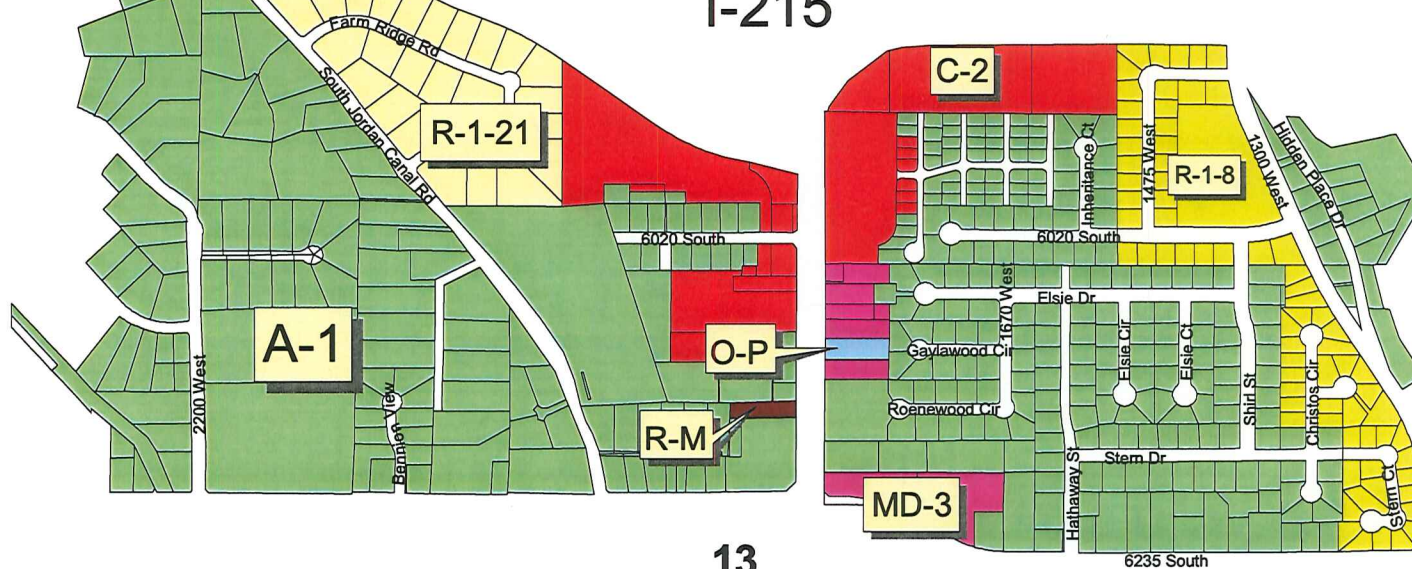 I-215
Farm Ridge Rd
C-2
South Jordan Canal Rd
R-1-21
1475 West
Inheritance Ct
1300 West
Hidden Place Dr
R-1-8
6020 South
6020 South
1670 West
Elsie Dr
A-1
O-P
Gaylawood Cir
Elsie Cir
Elsie Ct
2200 West
Bennion View
Roenewood Cir
Shirl St
Christos Cir
R-M
Stern Dr
MD-3
Hathaway St
Stern Ct
13
6235 South